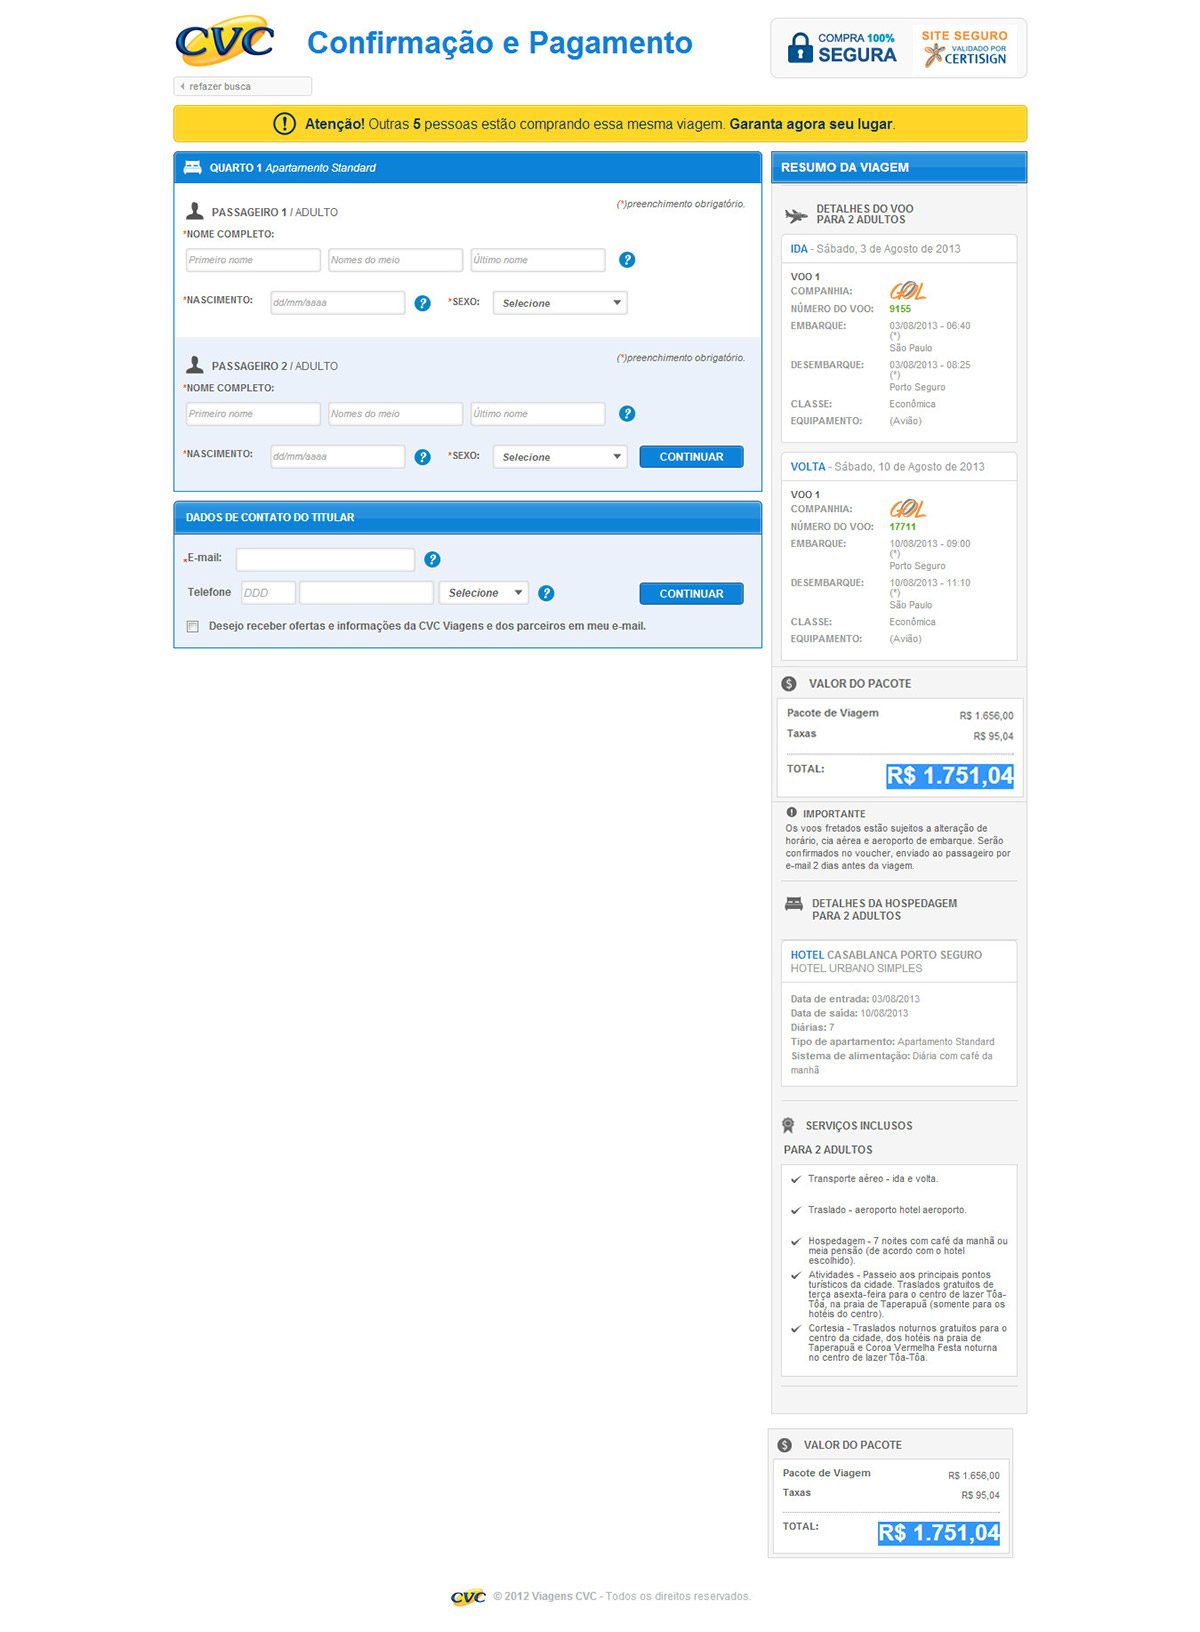 CVC
Confirmação e Pagamento
COMPRA 100%
SEGURA
SITE SEGURO
VALIDADO POR
CERTISIGN
refazer busca
! Atenção! Outras 5 pessoas estão comprando essa mesma viagem. Garanta agora seu lugar.
QUARTO 1 Apartamento Standard
PASSAGEIRO 1 / ADULTO
(*)preenchimento obrigatório.
*NOME COMPLETO:
Primeiro nome Nomes do meio Último nome ?
*NASCIMENTO: dd/mm/aaaa ? *SEXO: Selecione
PASSAGEIRO 2 / ADULTO
(*)preenchimento obrigatório.
*NOME COMPLETO:
Primeiro nome Nomes do meio Último nome ?
*NASCIMENTO: dd/mm/aaaa ? *SEXO: Selecione CONTINUAR
DADOS DE CONTATO DO TITULAR
*E-mail: ?
Telefone DDD Selecione ? CONTINUAR
Desejo receber ofertas e informações da CVC Viagens e dos parceiros em meu e-mail.
RESUMO DA VIAGEM
DETALHES DO VOO
PARA 2 ADULTOS
IDA - Sábado, 3 de Agosto de 2013
VOO 1
COMPANHIA: GOL
NÚMERO DO VOO: 9155
EMBARQUE: 03/08/2013 - 06:40
(*)
São Paulo
DESEMBARQUE: 03/08/2013 - 08:25
(*)
Porto Seguro
CLASSE: Econômica
EQUIPAMENTO: (Avião)
VOLTA - Sábado, 10 de Agosto de 2013
VOO 1
COMPANHIA: GOL
NÚMERO DO VOO: 17711
EMBARQUE: 10/08/2013 - 09:00
(*)
Porto Seguro
DESEMBARQUE: 10/08/2013 - 11:10
(*)
São Paulo
CLASSE: Econômica
EQUIPAMENTO: (Avião)
$ VALOR DO PACOTE
Pacote de Viagem R$ 1.656,00
Taxas R$ 95,04
TOTAL: R$ 1.751,04
! IMPORTANTE
Os voos fretados estão sujeitos a alteração de
horário, cia aérea e aeroporto de embarque. Serão
confirmados no voucher, enviado ao passageiro por
e-mail 2 dias antes da viagem.
DETALHES DA HOSPEDAGEM
PARA 2 ADULTOS
HOTEL CASABLANCA PORTO SEGURO
HOTEL URBANO SIMPLES
Data de entrada: 03/08/2013
Data de saída: 10/08/2013
Diárias: 7
Tipo de apartamento: Apartamento Standard
Sistema de alimentação: Diária com café da
manhã
SERVIÇOS INCLUSOS
PARA 2 ADULTOS
Transporte aéreo - ida e volta.
Traslado - aeroporto hotel aeroporto.
Hospedagem - 7 noites com café da manhã ou
meia pensão (de acordo com o hotel
escolhido).
Atividades - Passeio aos principais pontos
turísticos da cidade. Traslados gratuitos de
terça asexta-feira para o centro de lazer Tôa-
Tôa, na praia de Taperapuã (somente para os
hotéis do centro).
Cortesia - Traslados noturnos gratuitos para o
centro da cidade, dos hotéis na praia de
Taperapuã e Coroa Vermelha Festa noturna
no centro de lazer Tôa-Tôa.
$ VALOR DO PACOTE
Pacote de Viagem R$ 1.656,00
Taxas R$ 95,04
TOTAL: R$ 1.751,04
CVC © 2012 Viagens CVC - Todos os direitos reservados.